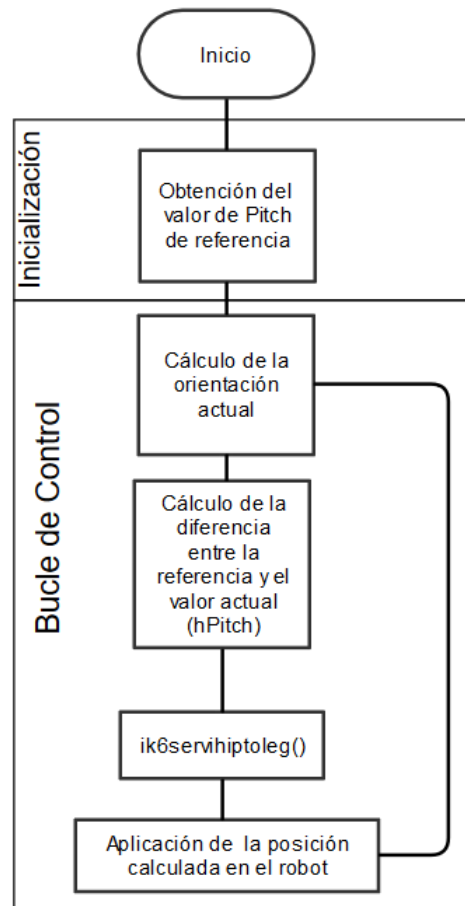 Inicio
Inicialización
Obtención del
valor de Pitch
de referencia
Bucle de Control
Cálculo de la
orientación
actual
Cálculo de la
diferencia
entre la
referencia y el
valor actual
(hPitch)
ik6servihiptoleg()
Aplicación de la posición
calculada en el robot